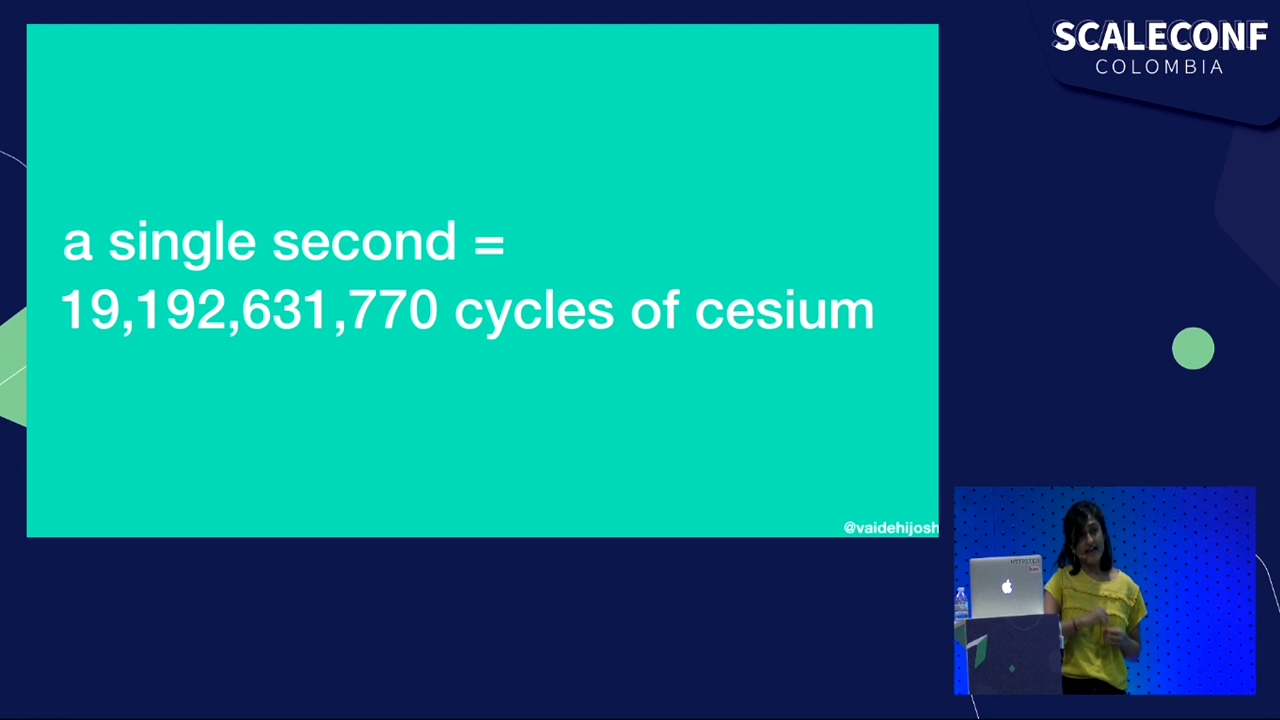 SCALECONF
COLOMBIA
a single second =
19,192,631,770 cycles of cesium
@vaidehijosh